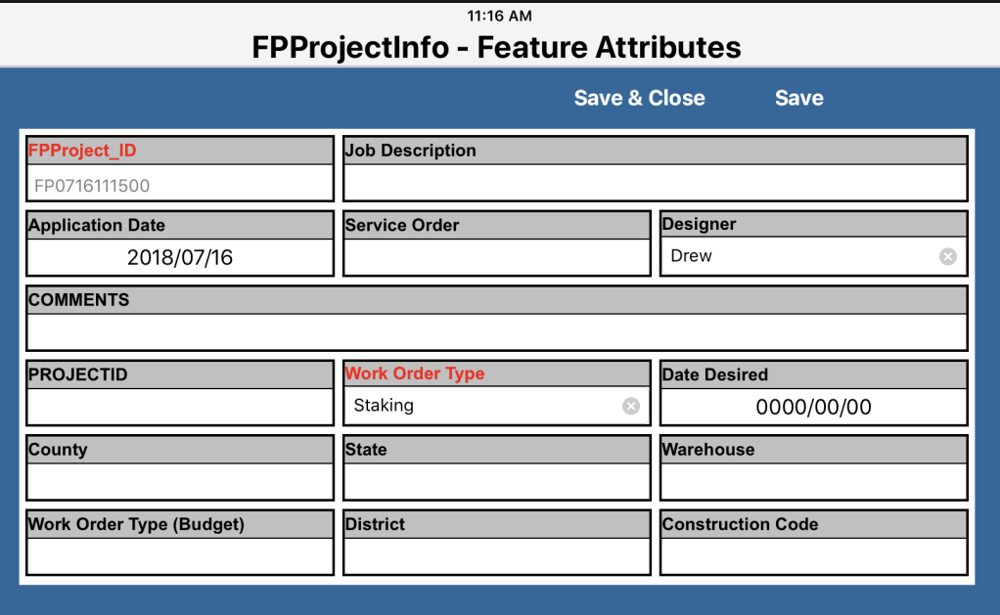 11:16 AM
FPProjectInfo - Feature Attributes
Save & Close Save
FPProject_ID Job Description
FP0716111500
Application Date Service Order Designer
2018/07/16 Drew
COMMENTS
PROJECTID Work Order Type Date Desired
Staking 0000/00/00
County State Warehouse
Work Order Type (Budget) District Construction Code